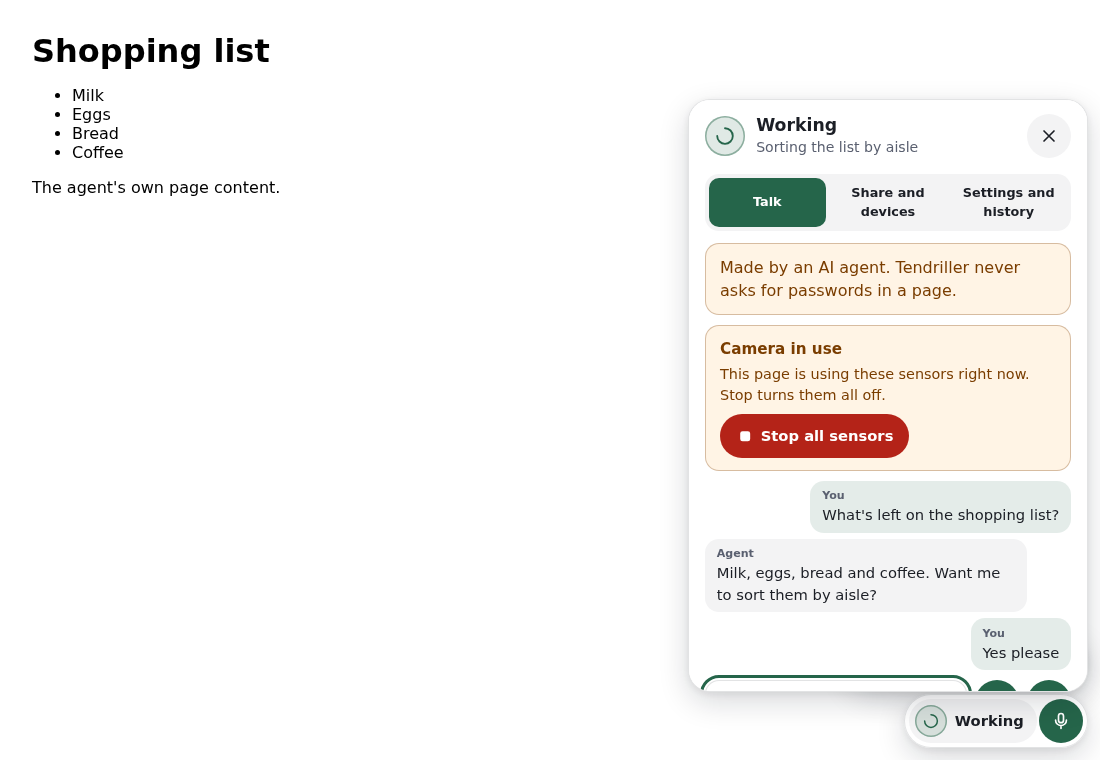 Shopping list
Milk
Eggs
Bread
Coffee
The agent's own page content.
Working
Sorting the list by aisle
Talk
Share and
devices
Settings and
history
Made by an AI agent. Tendriller never
asks for passwords in a page.
Camera in use
This page is using these sensors right now.
Stop turns them all off.
Stop all sensors
You
What's left on the shopping list?
Agent
Milk, eggs, bread and coffee. Want me
to sort them by aisle?
You
Yes please
Working